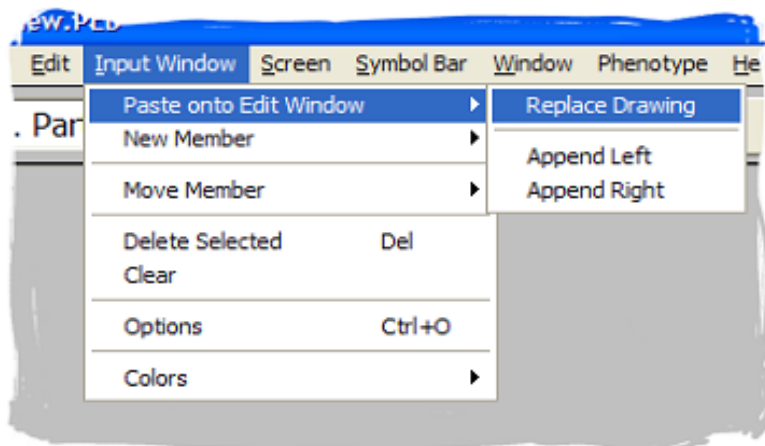 ew.PED
Edit Input Window Screen Symbol Bar Window Phenotype He
. Par
Paste onto Edit Window
New Member
Move Member
Delete Selected Del
Clear
Options Ctrl+O
Colors
Replace Drawing
Append Left
Append Right